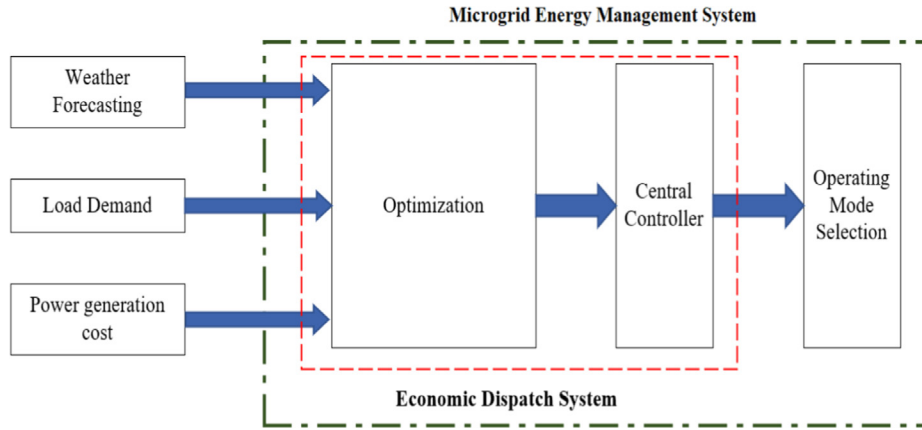 Microgrid Energy Management System
Weather
Forecasting
Load Demand
Power generation
cost
Optimization
Central
Controller
Operating
Mode
Selection
Economic Dispatch System